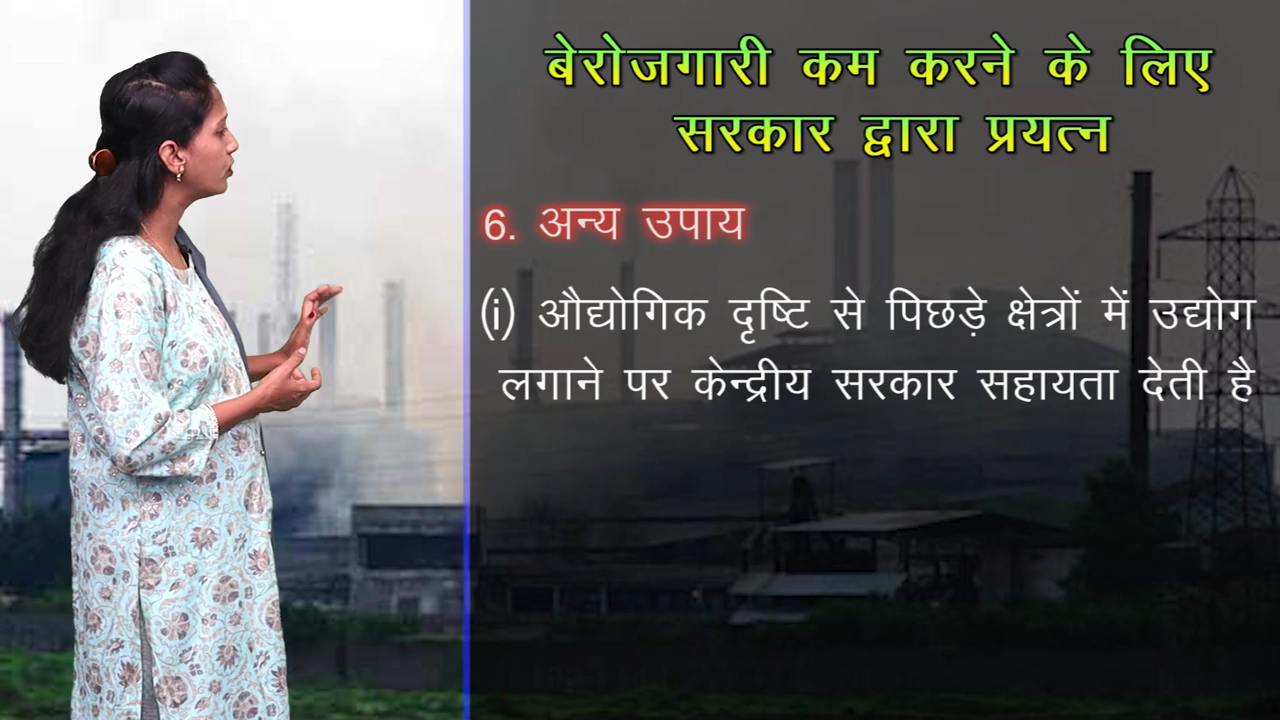 बेरोजगारी कम करने के लिए
सरकार द्वारा प्रयत्न
6. अन्य उपाय
(i) औद्योगिक दृष्टि से पिछड़े क्षेत्रों में उद्योग
लगाने पर केन्द्रीय सरकार सहायता देती है